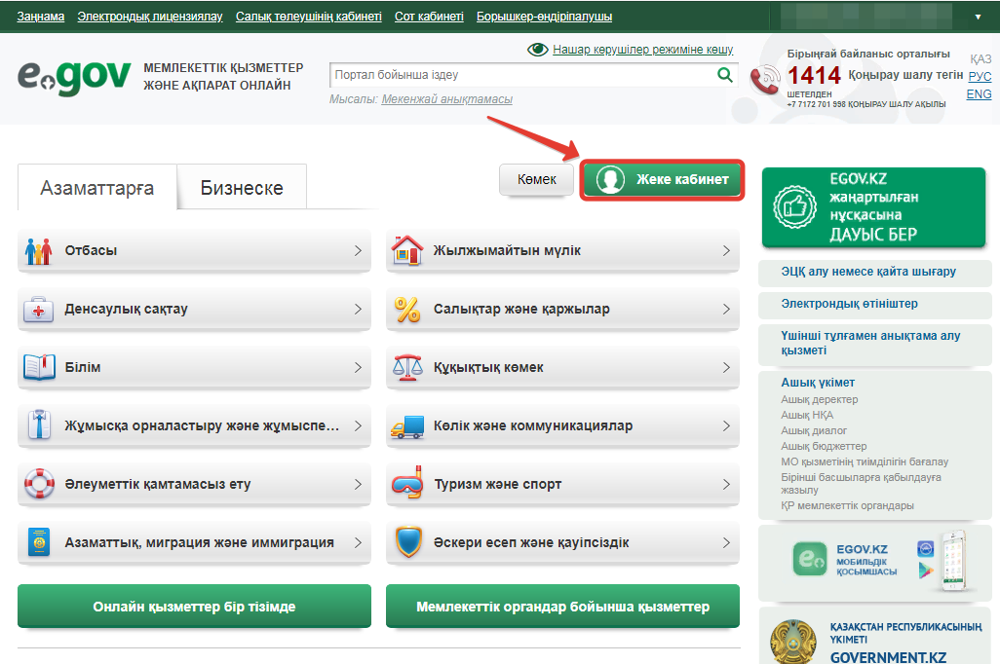 Заңнама Электрондық лицензиялау Салық төлеушінің кабинеті Сот кабинеті Борышкер-өндіріпалушы
Нашар көрушілер режиміне көшу
egov
МЕМЛЕКЕТТІК ҚЫЗМЕТТЕР
ЖӘНЕ АҚПАРАТ ОНЛАЙН
Портал бойынша іздеу
Мысалы: Мекенжай анықтамасы
Бірыңғай байланыс орталығы
1414 Қоңырау шалу тегін
ШЕТЕЛДЕН
+7 7172 701 998 ҚОҢЫРАУ ШАЛУ АҚЫЛЫ
ҚАЗ
РУС
ENG
Азаматтарға
Бизнеске
Көмек
Жеке кабинет
Отбасы
Жылжымайтын мүлік
Денсаулық сақтау
Салықтар және қаржылар
Білім
Құқықтық көмек
Жұмысқа орналастыру және жұмыспе...
Көлік және коммуникациялар
Әлеуметтік қамтамасыз ету
Туризм және спорт
Азаматтық, миграция және иммиграция
Әскери есеп және қауіпсіздік
Онлайн қызметтер бір тізімде
Мемлекеттік органдар бойынша қызметтер
EGOV.KZ
жаңартылған
нұсқасына
ДАУЫС БЕР
ЭЦҚ алу немесе қайта шығару
Электрондық өтініштер
Үшінші тұлғамен анықтама алу
қызметі
Ашық үкімет
Ашық деректер
Ашық НҚА
Ашық диалог
Ашық бюджеттер
МО қызметінің тиімділігін бағалау
Бірінші басшыларға қабылдауға
жазылу
ҚР мемлекеттік органдары
EGOV.KZ
МОБИЛЬДІК
ҚОСЫМШАСЫ
ҚАЗАҚСТАН РЕСПУБЛИКАСЫНЫҢ
ҮКІМЕТІ
GOVERNMENT.KZ